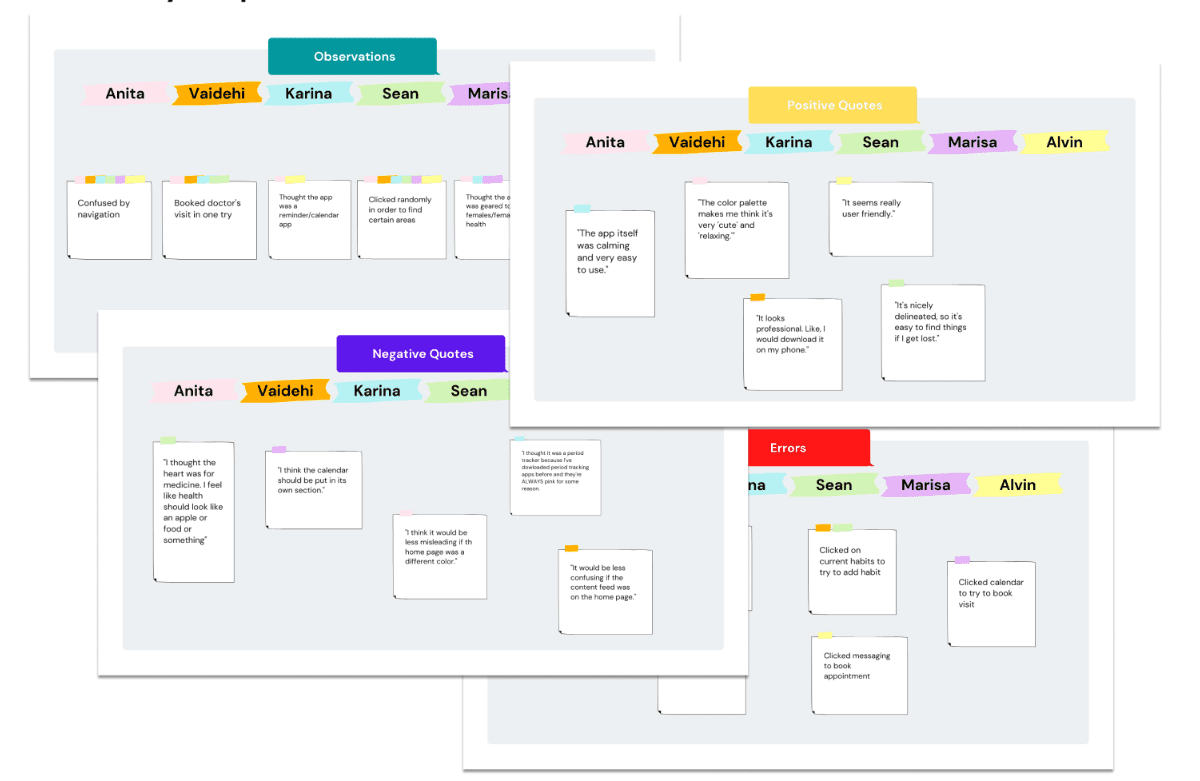 Observations
Anita
Vaidehi
Karina
Sean
Confused by
navigation
Booked doctor's
visit in one try
Thought the app
was a
reminder/calendar
app
Clicked randomly
in order to find
certain areas
Thought the
was geared
health
Positive Quotes
Anita
Vaidehi
Karina
Sean
Marisa
Alvin
"The app itself
was calming
and very easy
to use."
"The color palette
makes me think it's
very 'cute' and
'relaxing.'"
"It seems really
user friendly."
"It looks
professional. Like, I
would download it
on my phone."
"It's nicely
delineated, so it's
easy to find things
if I get lost."
Negative Quotes
Anita
Vaidehi
Karina
Sean
"I thought the
heart was for
medicine. I feel
like health
should look like
an apple or
food or
something"
"I think the calendar
should be put in its
own section."
"I think it would be
less misleading if th
home page was a
different color."
"I thought it was a period
tracker because I've
dowloaded period tracking
apps before and they're
ALWAYS pink for some
reason.
"It would be less
confusing if the
content feed was
on the home page."
Errors
na
Sean
Marisa
Alvin
Clicked on
current habits to
try to add habit
Clicked calendar
to try to book
visit
Clicked messaging
to book
appointment